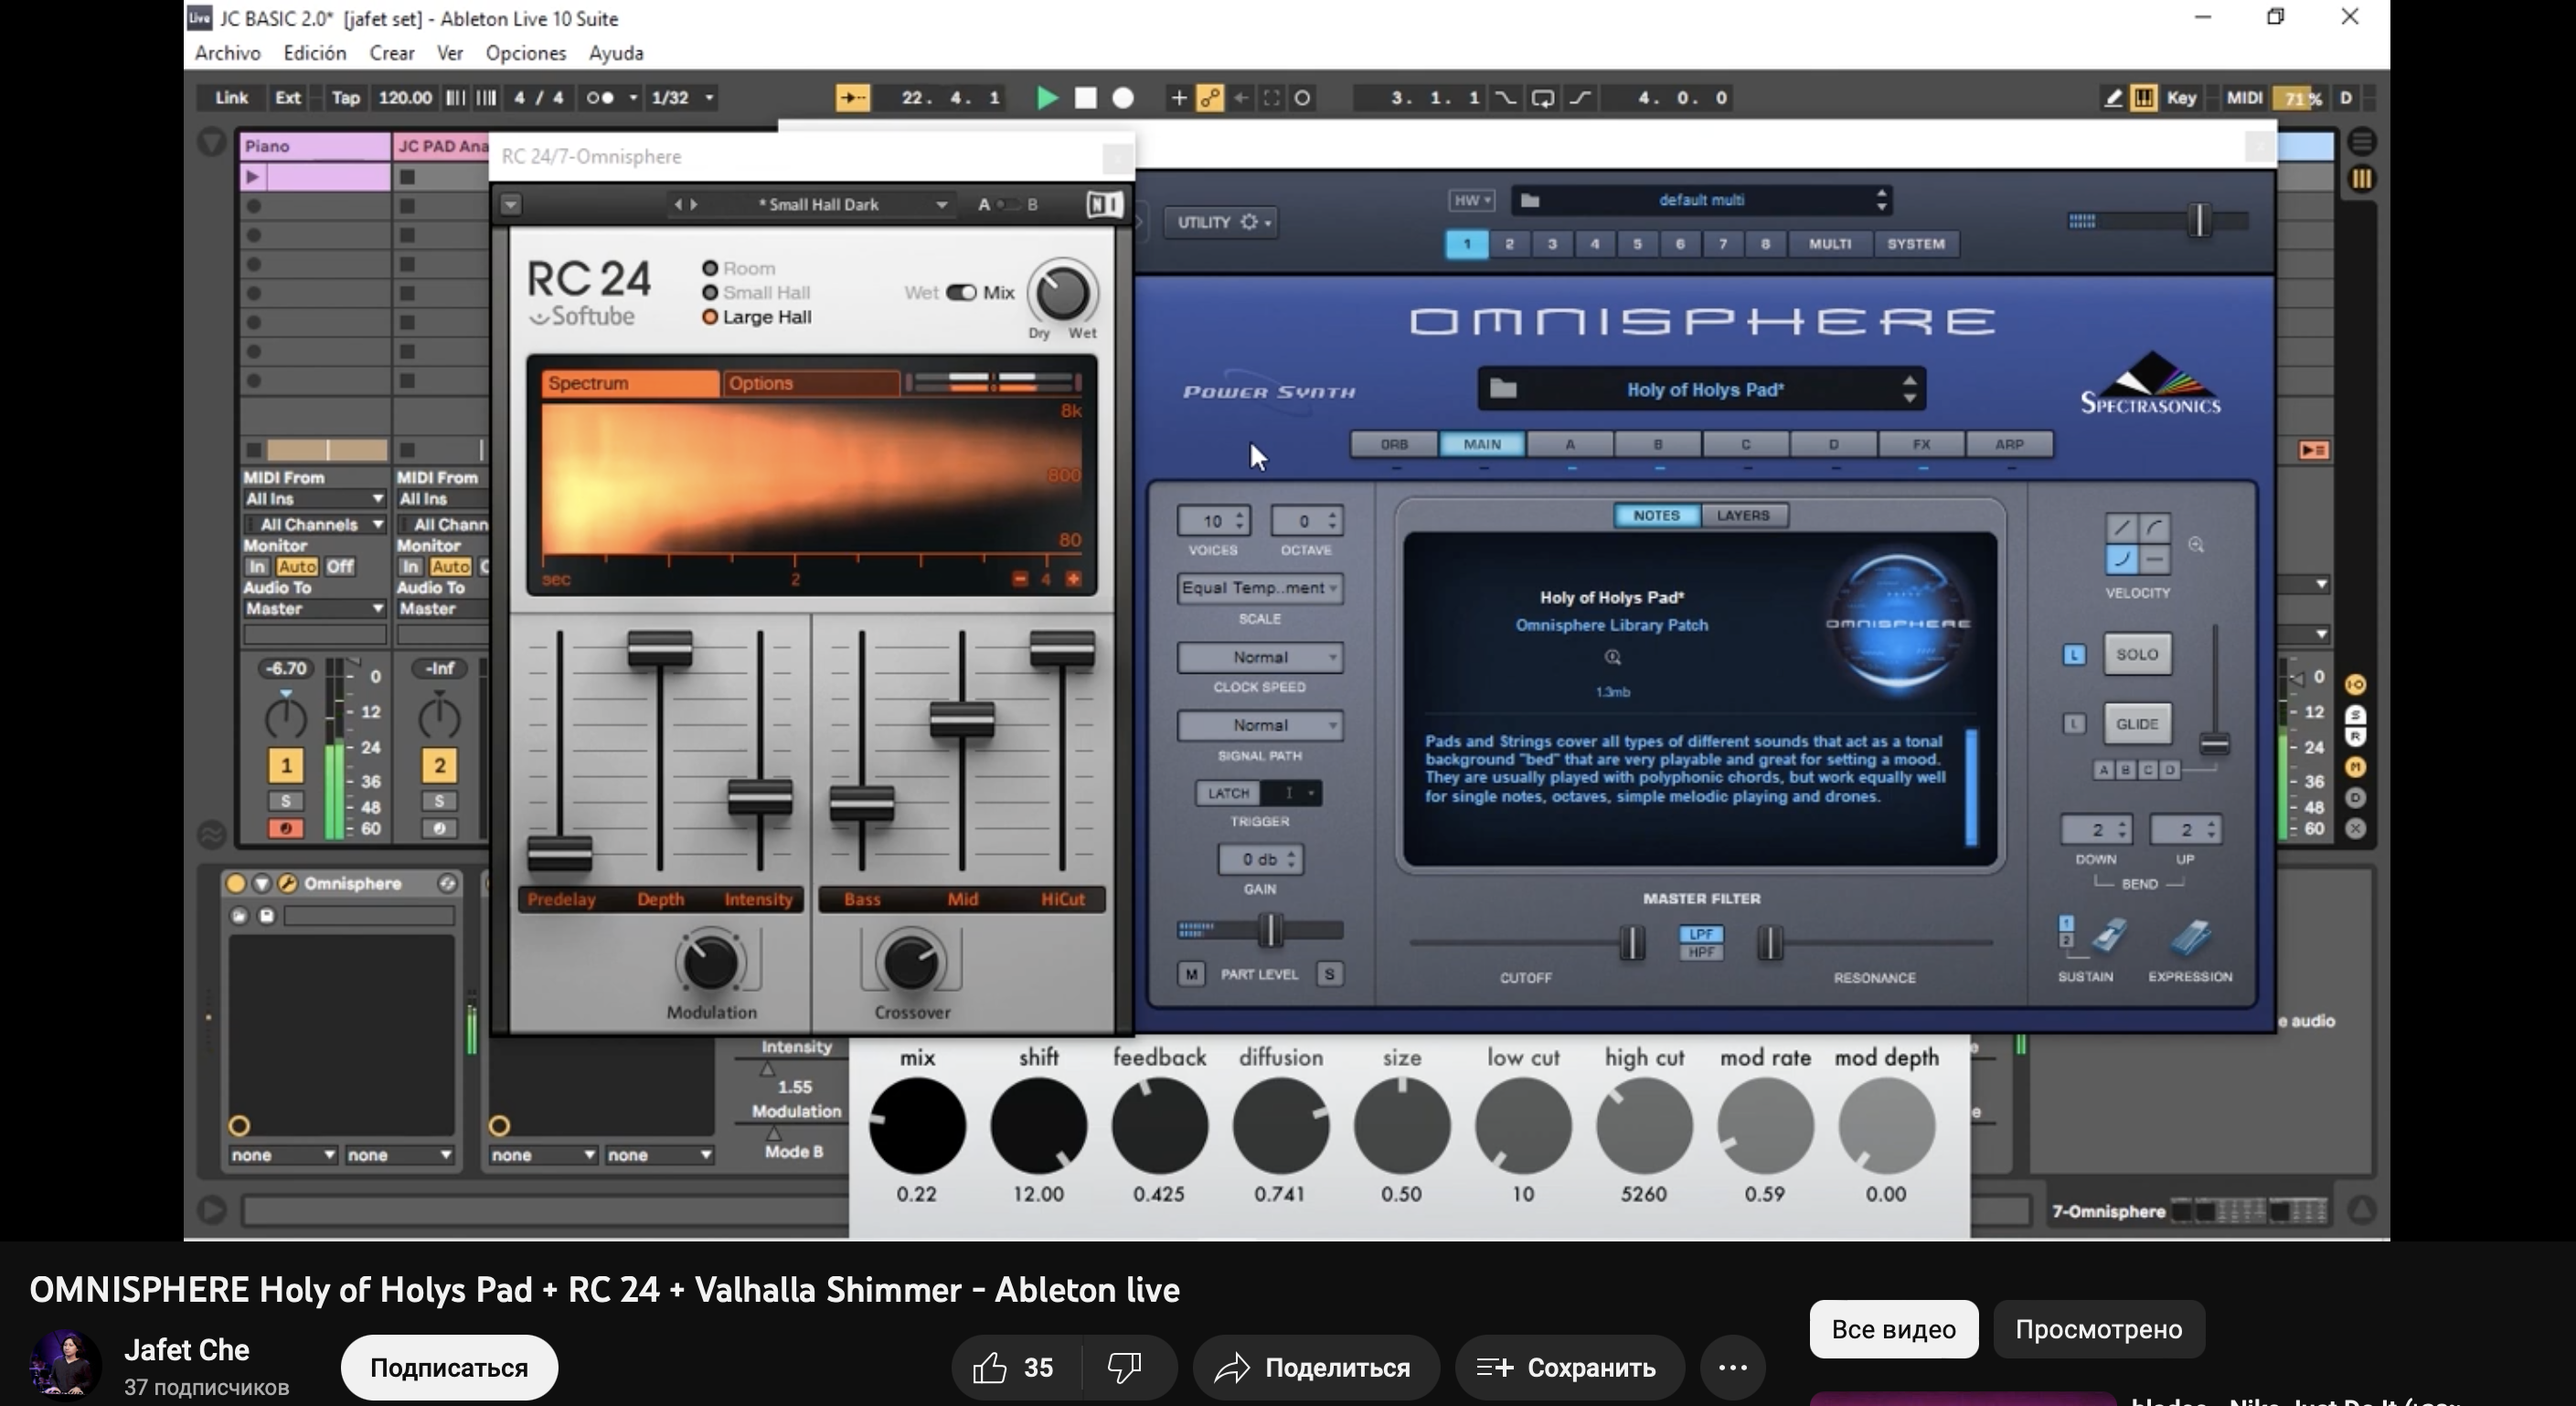 Live JC BASIC 2.0* [jafet set] - Ableton Live 10 Suite
Archivo Edición Crear Ver Opciones Ayuda
Link Ext Tap 120.00 4 / 4 1/32 22. 4. 1 3. 1. 1 4. 0. 0 Key MIDI 71 % D
Piano
JC PAD Ana
MIDI From
All Ins
All Channels
Monitor
In Auto Off
Audio To
Master
-6.70
0
12
24
36
48
60
1
S
MIDI From
All Ins
All Chann
Monitor
In Auto
Audio To
Master
-Inf
2
S
RC 24/7-Omnisphere
* Small Hall Dark
A B
NI
RC 24
Softube
Room
Small Hall
Large Hall
Wet Mix
Dry Wet
Spectrum Options
8k
800
80
sec 2 4
Predelay Depth Intensity Bass Mid HiCut
Modulation Crossover
UTILITY
HW
default multi
1 2 3 4 5 6 7 8 MULTI SYSTEM
OMNISPHERE
POWER SYNTH
Holy of Holys Pad*
SPECTRASONICS
ORB MAIN A B C D FX ARP
10 0
VOICES OCTAVE
Equal Temp..ment
SCALE
Normal
CLOCK SPEED
Normal
SIGNAL PATH
LATCH
TRIGGER
0 db
GAIN
M PART LEVEL S
NOTES LAYERS
Holy of Holys Pad*
Omnisphere Library Patch
1.3mb
OMNISPHERE
Pads and Strings cover all types of different sounds that act as a tonal
background "bed" that are very playable and great for setting a mood.
They are usually played with polyphonic chords, but work equally well
for single notes, octaves, simple melodic playing and drones.
MASTER FILTER
LPF
HPF
CUTOFF RESONANCE
VELOCITY
L SOLO
L GLIDE
A B C D
2 2
DOWN UP
BEND
1
2
SUSTAIN EXPRESSION
0
12
24
36
48
60
I·O
S
R
M
D
X
Omnisphere
none none
none none
Intensity
1.55
Modulation
Mode B
mix shift feedback diffusion size low cut high cut mod rate mod depth
0.22 12.00 0.425 0.741 0.50 10 5260 0.59 0.00
e audio
7-Omnisphere
OMNISPHERE Holy of Holys Pad + RC 24 + Valhalla Shimmer - Ableton live
Jafet Che
37 подписчиков
Подписаться
35
Поделиться
Сохранить
Все видео
Просмотрено